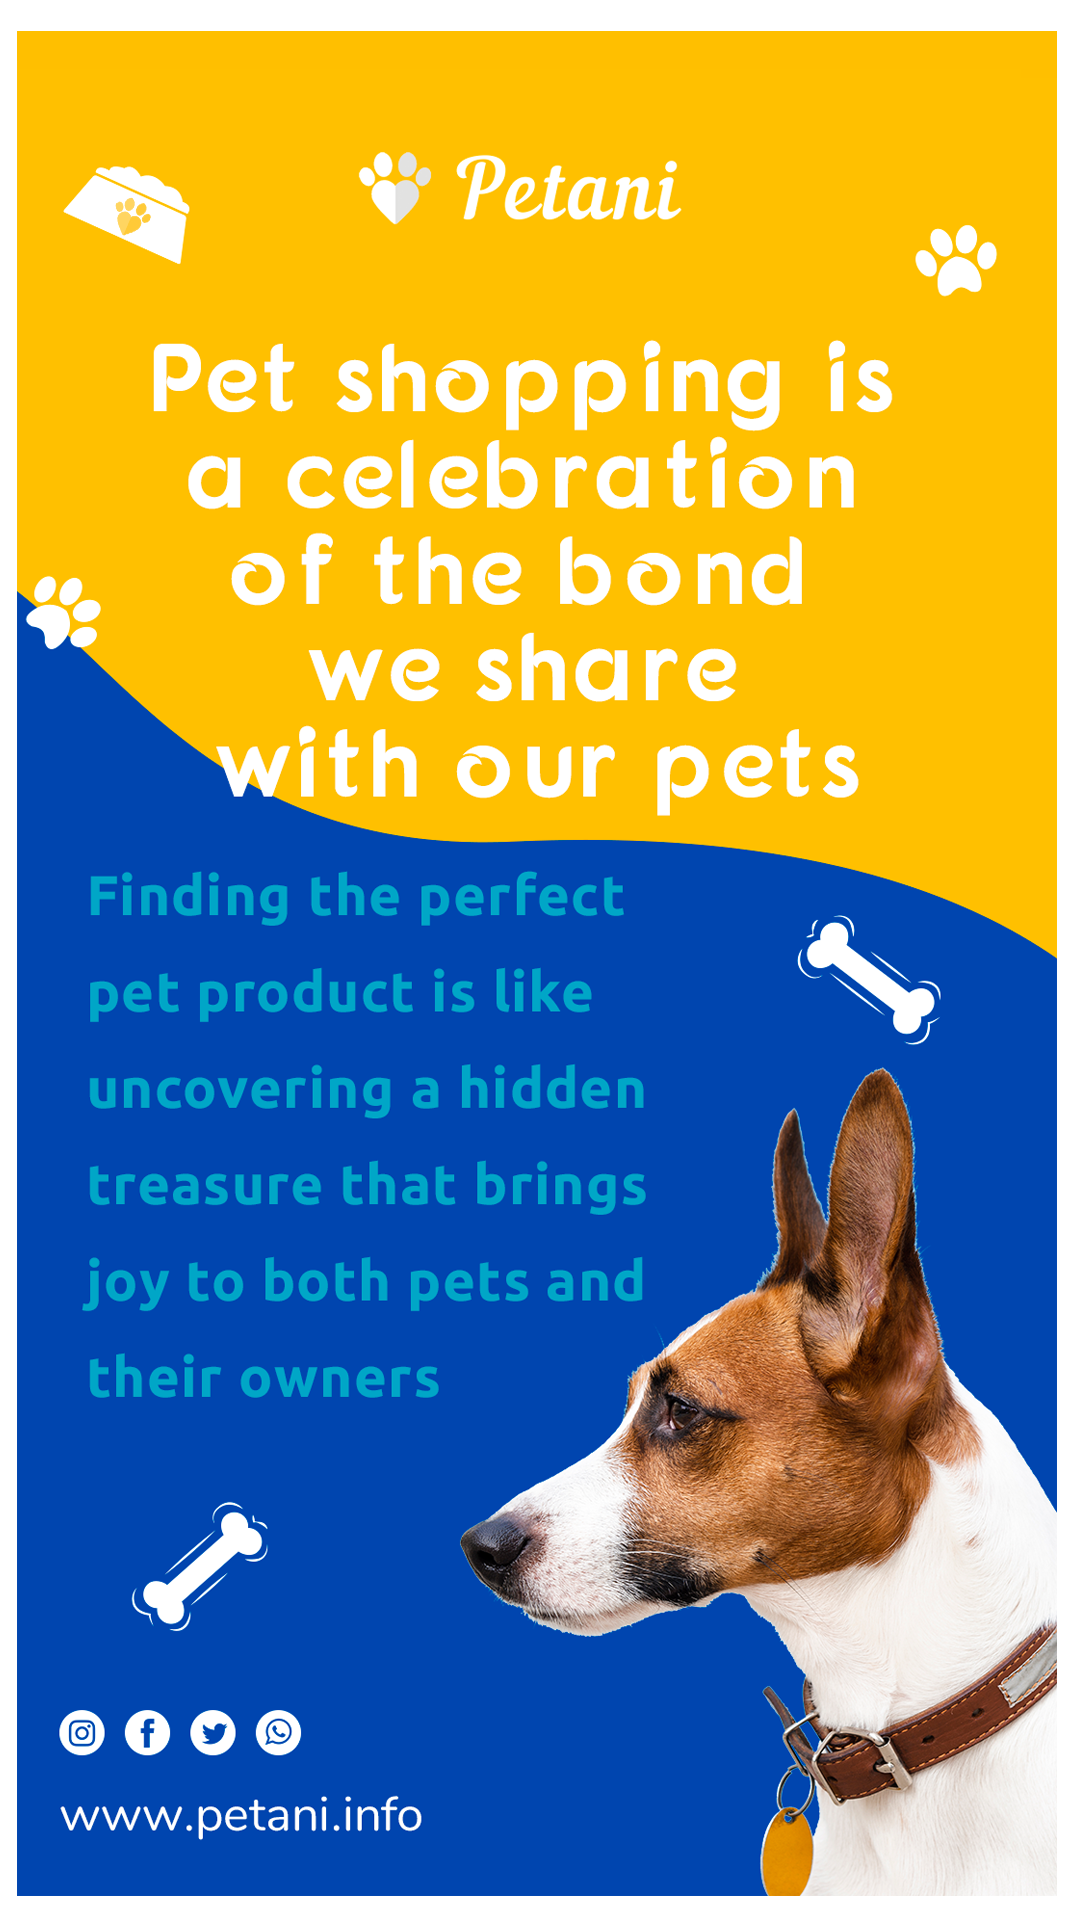 Petani
Pet shopping is
a celebration
of the bond
we share
with our pets
Finding the perfect
pet product is like
uncovering a hidden
treasure that brings
joy to both pets and
their owners
www.petani.info